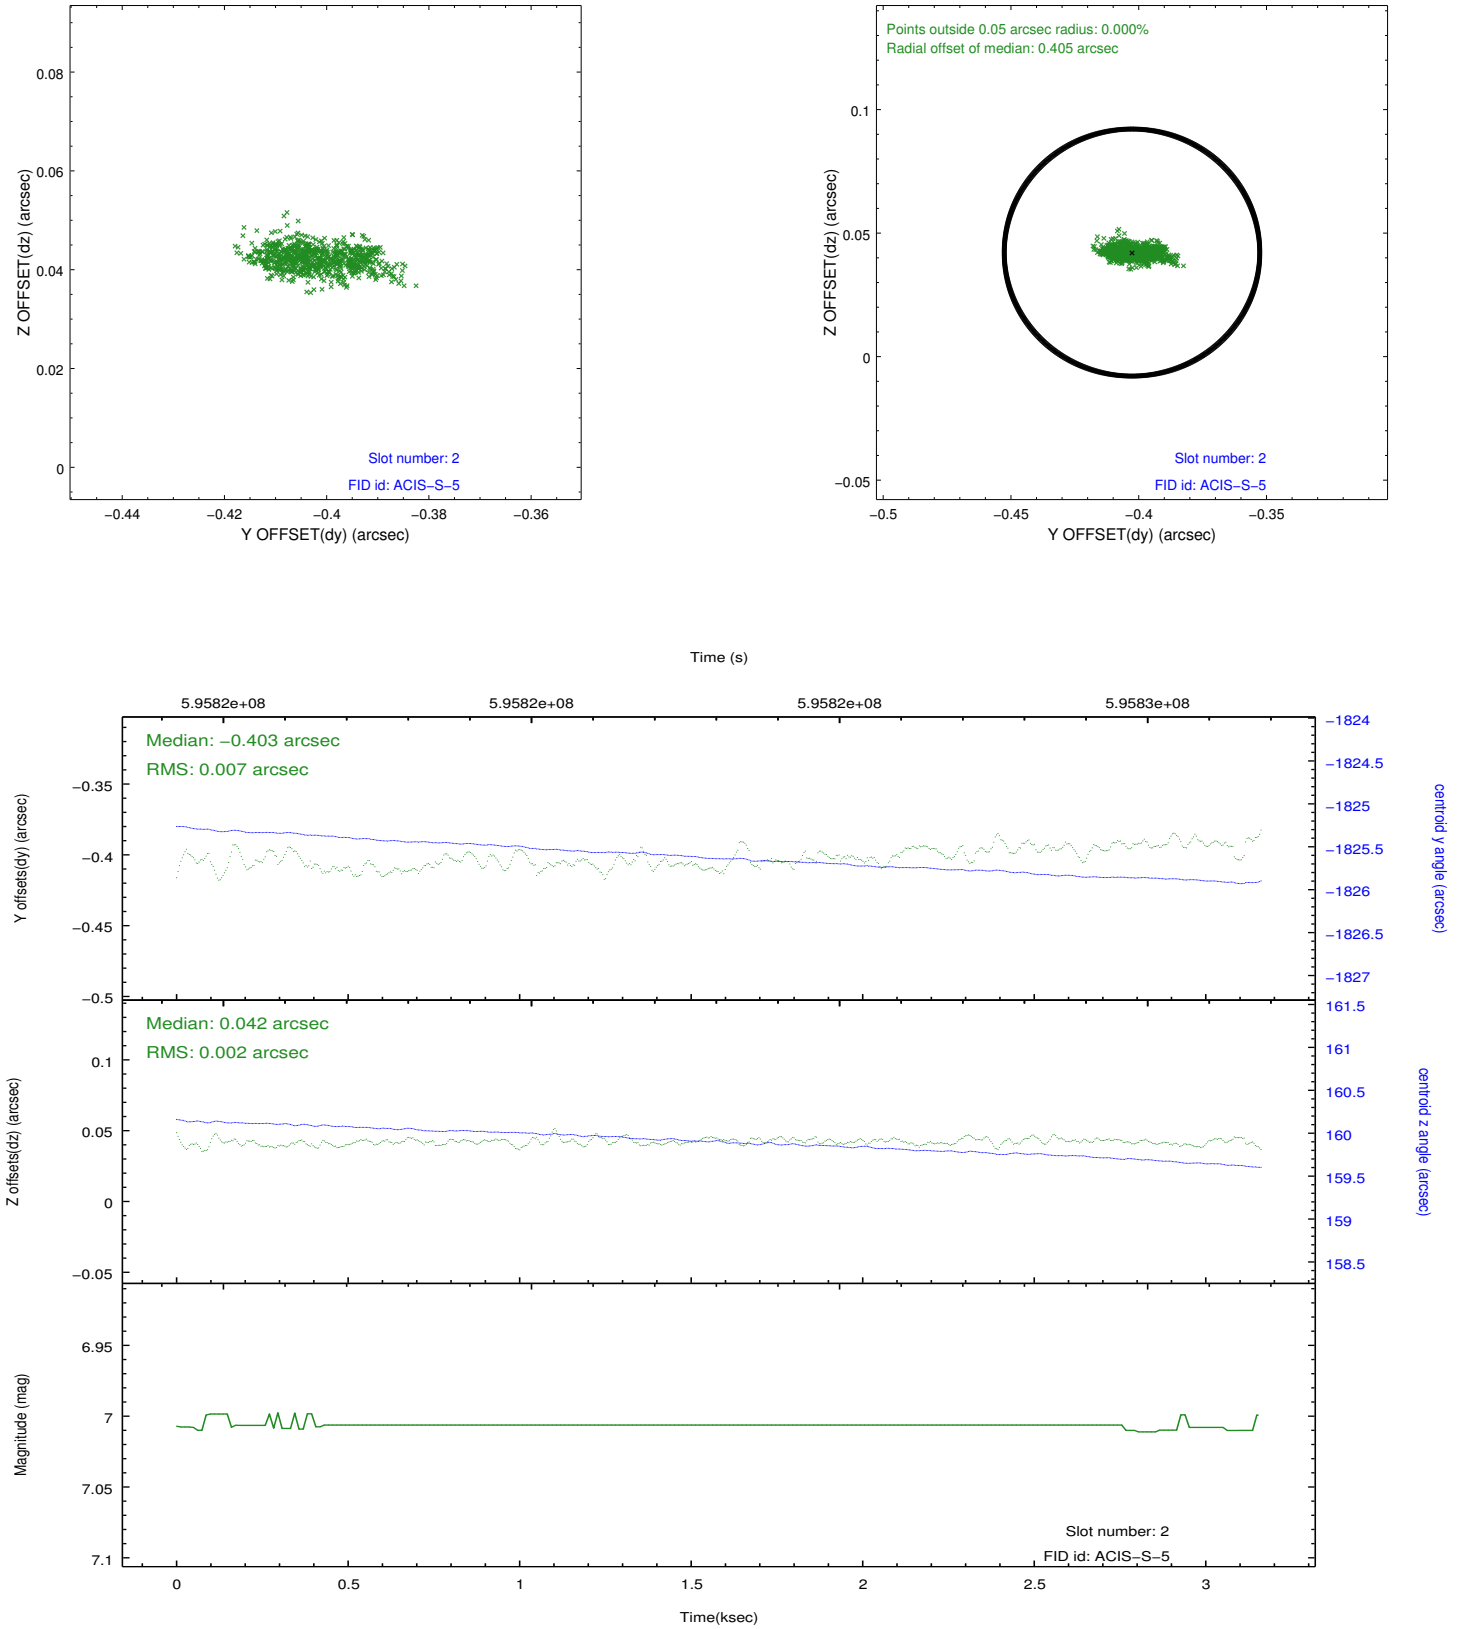 0.08
0.06
0.04
0.02
0
Z OFFSET(dz) (arcsec)
Slot number: 2
FID id: ACIS−S−5
−0.44
−0.42
−0.4
−0.38
−0.36
Y OFFSET(dy) (arcsec)
Points outside 0.05 arcsec radius: 0.000%
Radial offset of median: 0.405 arcsec
0.1
0.05
0
−0.05
Z OFFSET(dz) (arcsec)
Slot number: 2
FID id: ACIS−S−5
−0.5
−0.45
−0.4
−0.35
Y OFFSET(dy) (arcsec)
Time (s)
5.9582e+08
5.9582e+08
5.9582e+08
5.9583e+08
Median: −0.403 arcsec
RMS: 0.007 arcsec
−0.35
−0.4
−0.45
−0.5
Y offsets(dy) (arcsec)
−1824
−1824.5
−1825
−1825.5
−1826
−1826.5
−1827
centroid y angle (arcsec)
Median: 0.042 arcsec
RMS: 0.002 arcsec
0.1
0.05
0
−0.05
Z offsets(dz) (arcsec)
161.5
161
160.5
160
159.5
159
158.5
centroid z angle (arcsec)
6.95
7
7.05
7.1
Magnitude (mag)
Slot number: 2
FID id: ACIS−S−5
0
0.5
1
1.5
2
2.5
3
Time(ksec)